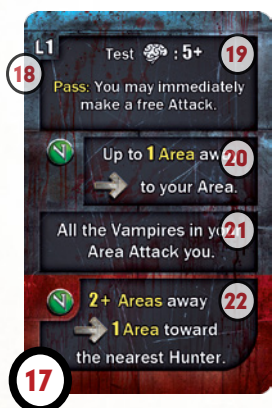 L1
Test : 5+
19
18
Pass: You may immediately
make a free Attack.
V
Up to 1 Area
20
to your Area.
All the Vampires in
21
Area Attack you.
V
2+ Areas away
22
1 Area toward
the nearest Hunter.
17